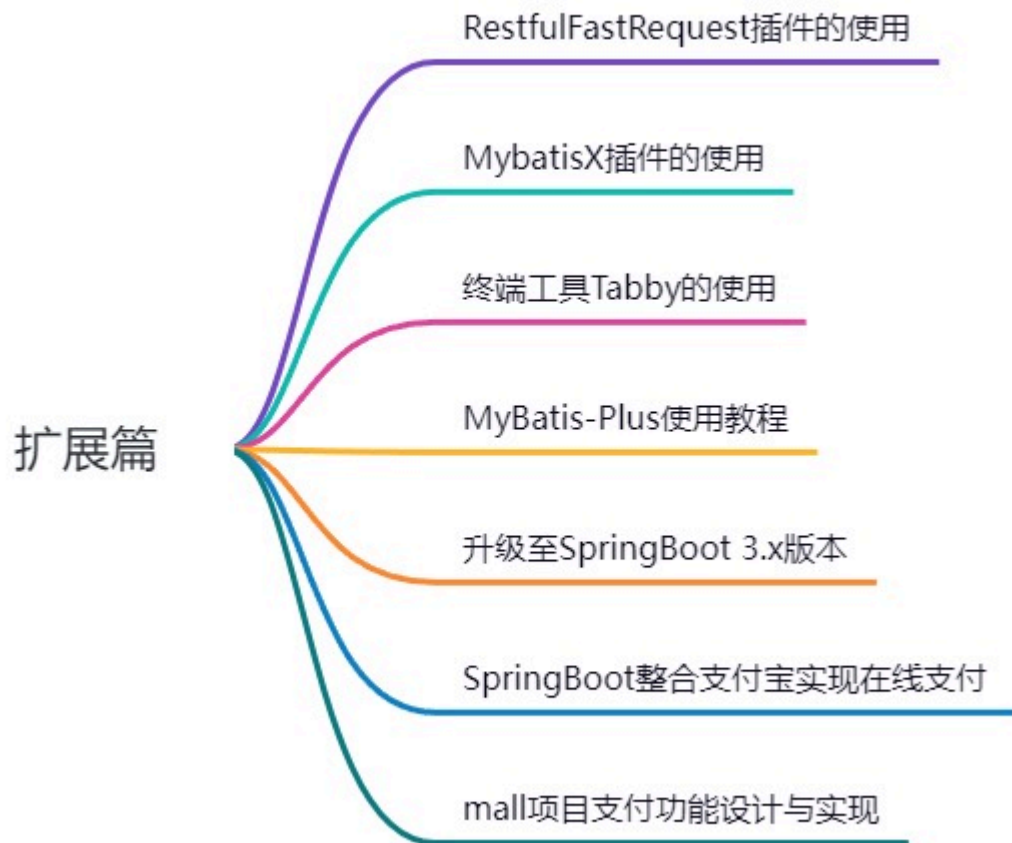 RestfulFastRequest插件的使用
MybatisX插件的使用
终端工具Tabby的使用
扩展篇
MyBatis-Plus使用教程
升级至SpringBoot 3.x版本
SpringBoot整合支付宝实现在线支付
mall项目支付功能设计与实现